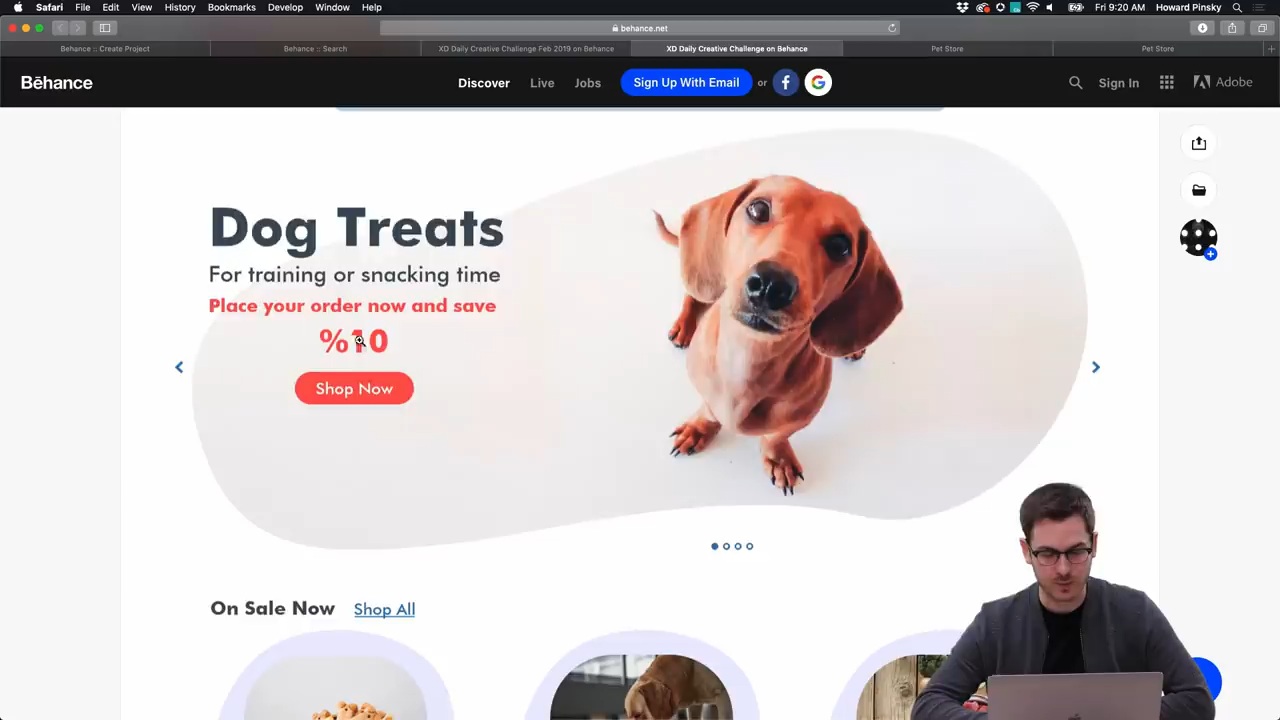 Safari File Edit View History Bookmarks Develop Window Help
Fri 9:20 AM Howard Pinsky
behance.net
Behance :: Create Project
Behance :: Search
XD Daily Creative Challenge Feb 2019 on Behance
XD Daily Creative Challenge on Behance
Pet Store
Pet Store
Bēhance
Discover Live Jobs Sign Up With Email or f G Sign In Adobe
Dog Treats
For training or snacking time
Place your order now and save
%10
Shop Now
On Sale Now Shop All